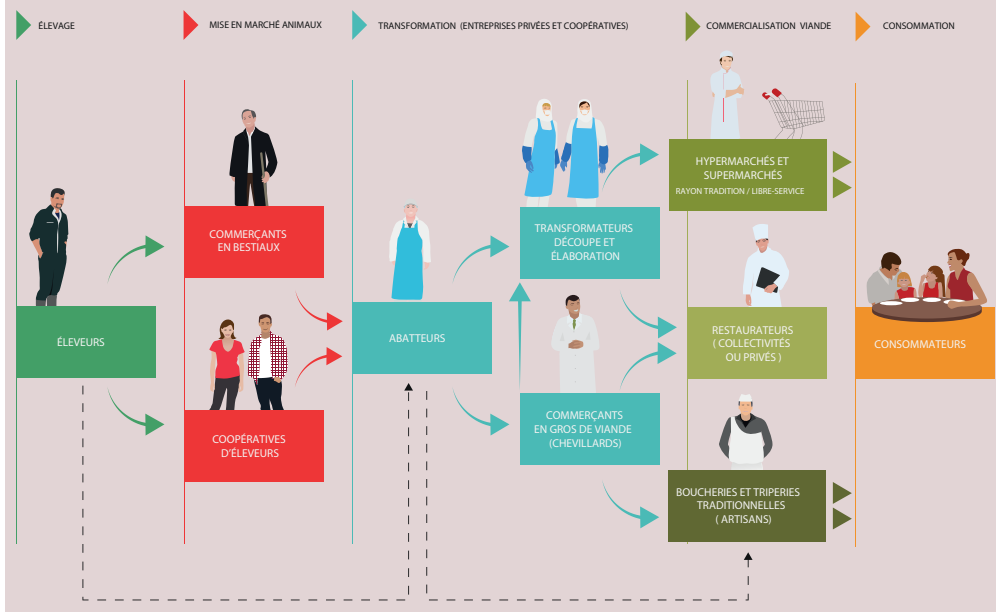 ÉLEVAGE
MISE EN MARCHÉ ANIMAUX
TRANSFORMATION (ENTREPRISES PRIVÉES ET COOPÉRATIVES)
COMMERCIALISATION VIANDE
CONSOMMATION
ÉLEVEURS
COMMERÇANTS
EN BESTIAUX
COOPÉRATIVES
D'ÉLEVEURS
ABATTEURS
TRANSFORMATEURS
DÉCOUPE ET
ÉLABORATION
COMMERÇANTS
EN GROS DE VIANDE
(CHEVILLARDS)
HYPERMARCHÉS ET
SUPERMARCHÉS
RAYON TRADITION / LIBRE-SERVICE
RESTAURATEURS
( COLLECTIVITÉS
OU PRIVÉS )
BOUCHERIES ET TRIPERIES
TRADITIONNELLES
( ARTISANS)
CONSOMMATEURS